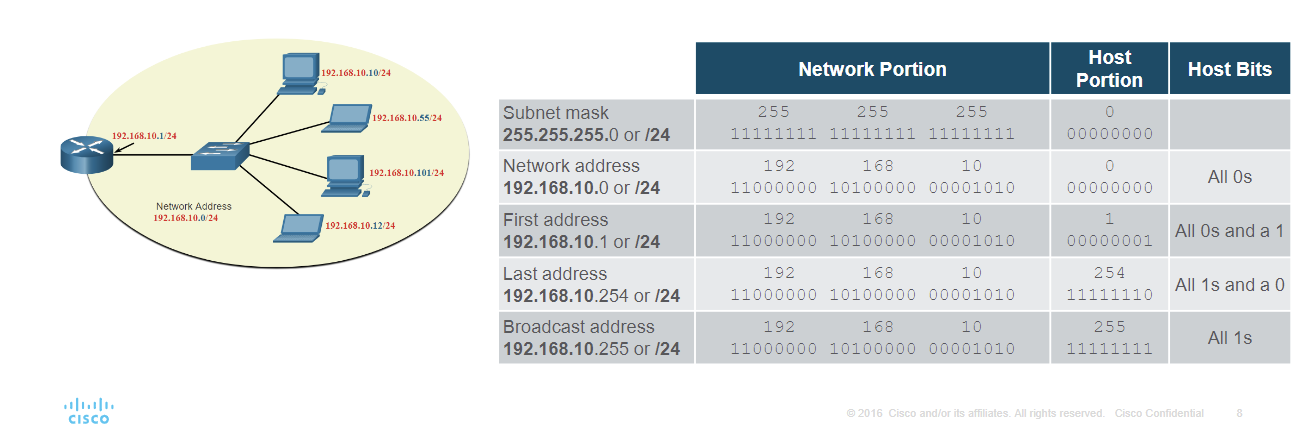 192.168.10.10/24
192.168.10.55/24
192.168.10.1/24
192.168.10.101/24
Network Address
192.168.10.0/24
192.168.10.12/24
Network Portion
Host
Portion
Host Bits
Subnet mask
255.255.255.0 or /24
255 255 255
11111111 11111111 11111111
0
00000000
Network address
192.168.10.0 or /24
192 168 10
11000000 10100000 00001010
0
00000000
All 0s
First address
192.168.10.1 or /24
192 168 10
11000000 10100000 00001010
1
00000001
All 0s and a 1
Last address
192.168.10.254 or /24
192 168 10
11000000 10100000 00001010
254
11111110
All 1s and a 0
Broadcast address
192.168.10.255 or /24
192 168 10
11000000 10100000 00001010
255
11111111
All 1s
CISCO
© 2016 Cisco and/or its affiliates. All rights reserved. Cisco Confidential 8